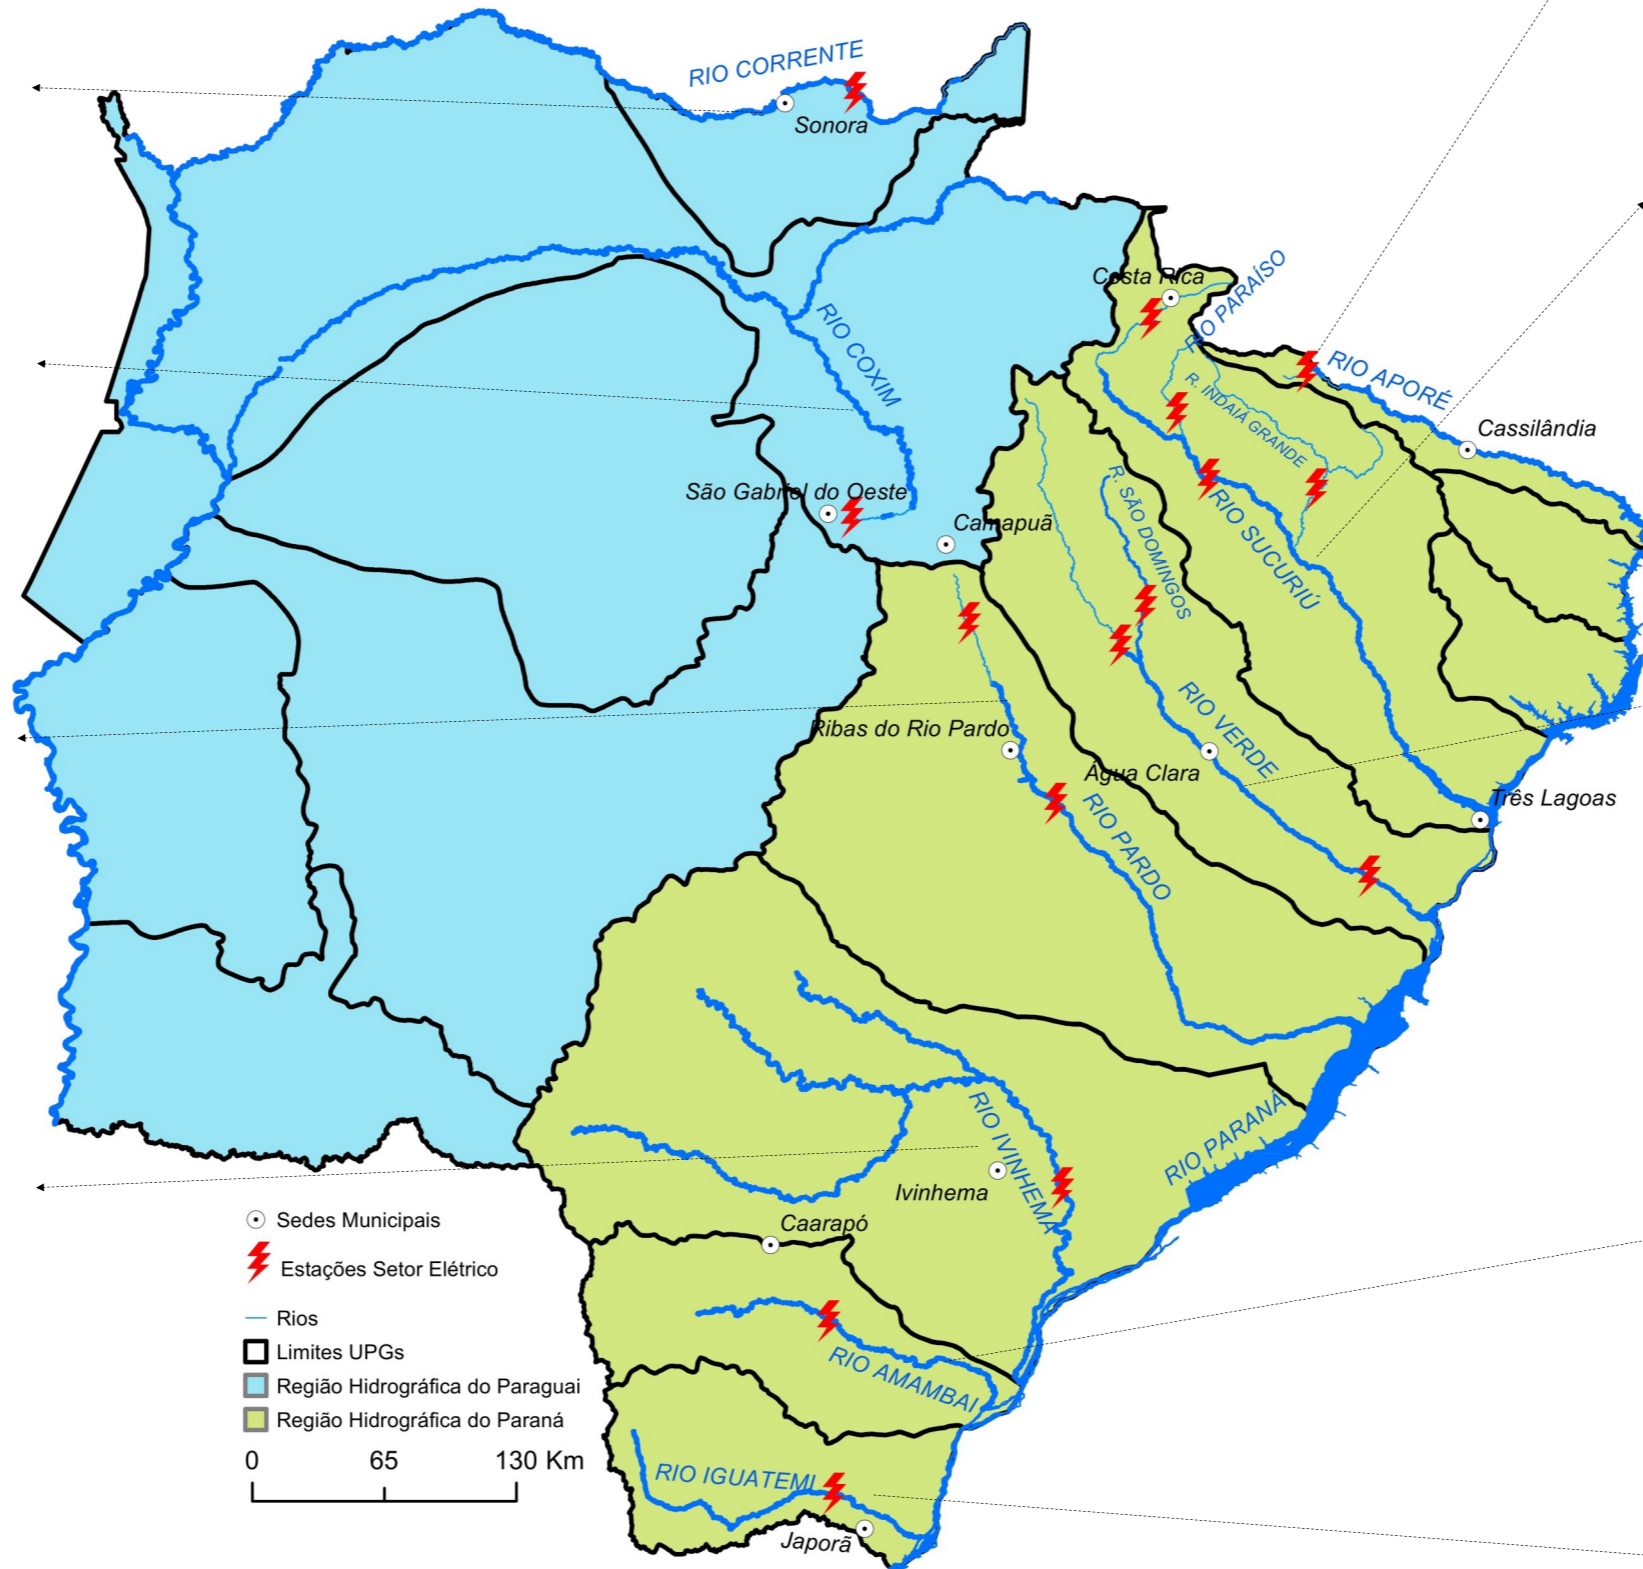 RIO CORRENTE
Sonora
Costa Rica
RIO PARAÍSO
RIO COXIM
RIO APORÉ
R. INDAIÁ GRANDE
Cassilândia
São Gabriel do Oeste
R. SÃO DOMINGOS
RIO SUCURIÚ
Camapuã
Ribas do Rio Pardo
RIO VERDE
Água Clara
Três Lagoas
RIO PARDO
RIO IVINHEMA
RIO PARANÁ
Ivinhema
Caarapó
Sedes Municipais
Estações Setor Elétrico
Rios
Limites UPGs
Região Hidrográfica do Paraguai
Região Hidrográfica do Paraná
0 65 130 Km
RIO AMAMBAI
RIO IGUATEMI
Japorã